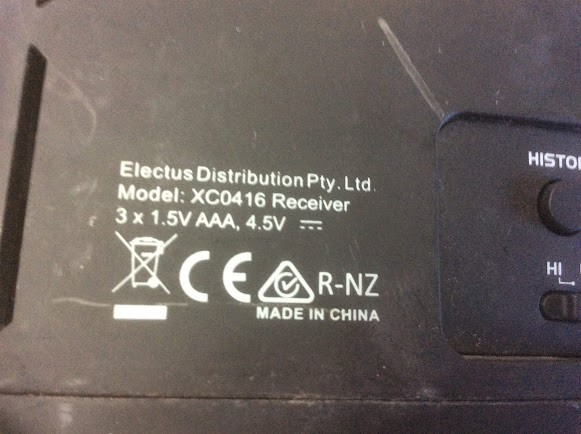 Electus Distribution Pty. Ltd.
Model: XC0416 Receiver
3 x 1.5V AAA, 4.5V
CE R-NZ
MADE IN CHINA
HI